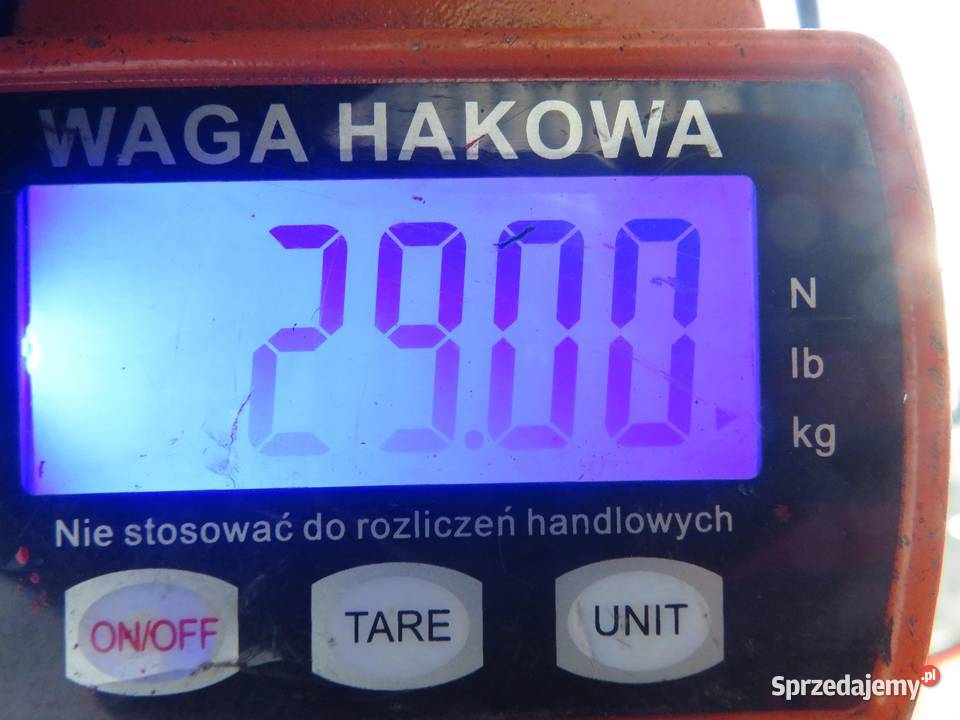 WAGA HAKOWA
29.00
N
lb
kg
Nie stosować do rozliczeń handlowych
ON/OFF
TARE
UNIT
Sprzedajemy.pl